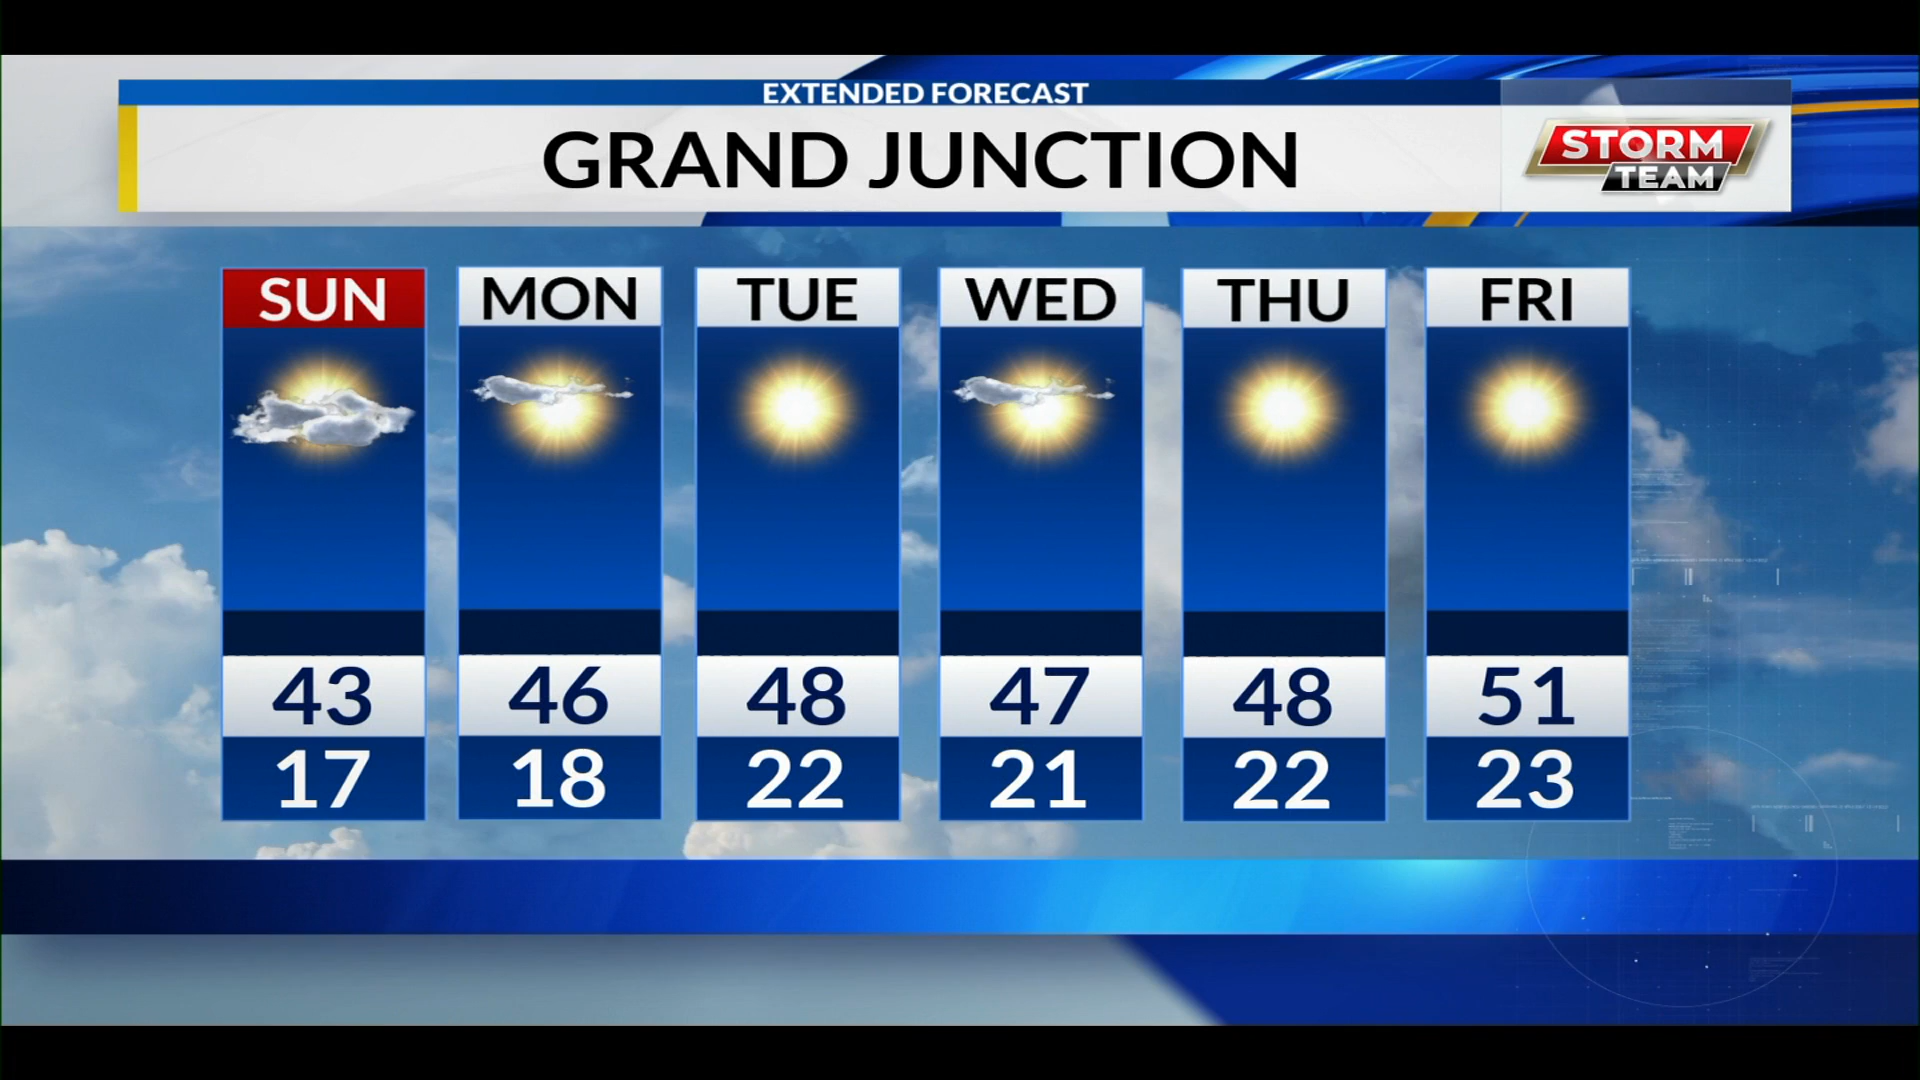 EXTENDED FORECAST
GRAND JUNCTION
STORM
TEAM
SUN MON TUE WED THU FRI
43 46 48 47 48 51
17 18 22 21 22 23